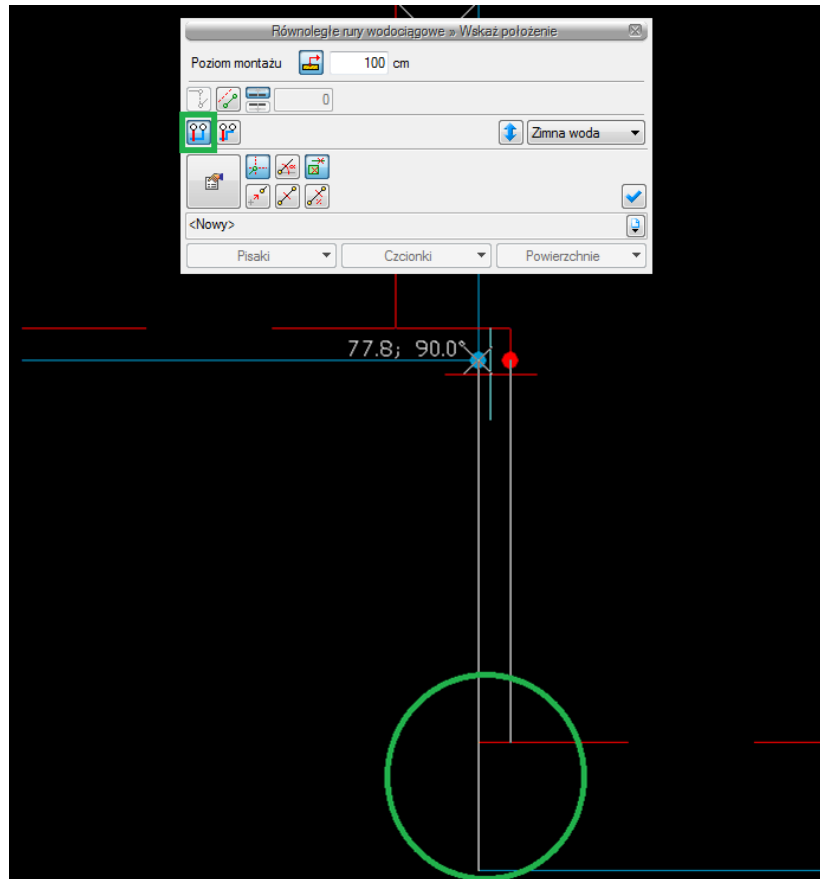 Równoległe rury wodociągowe » Wskaż położenie
Poziom montażu 100 cm
0
Zimna woda
<Nowy>
Pisaki Czcionki Powierzchnie
77.8; 90.0°